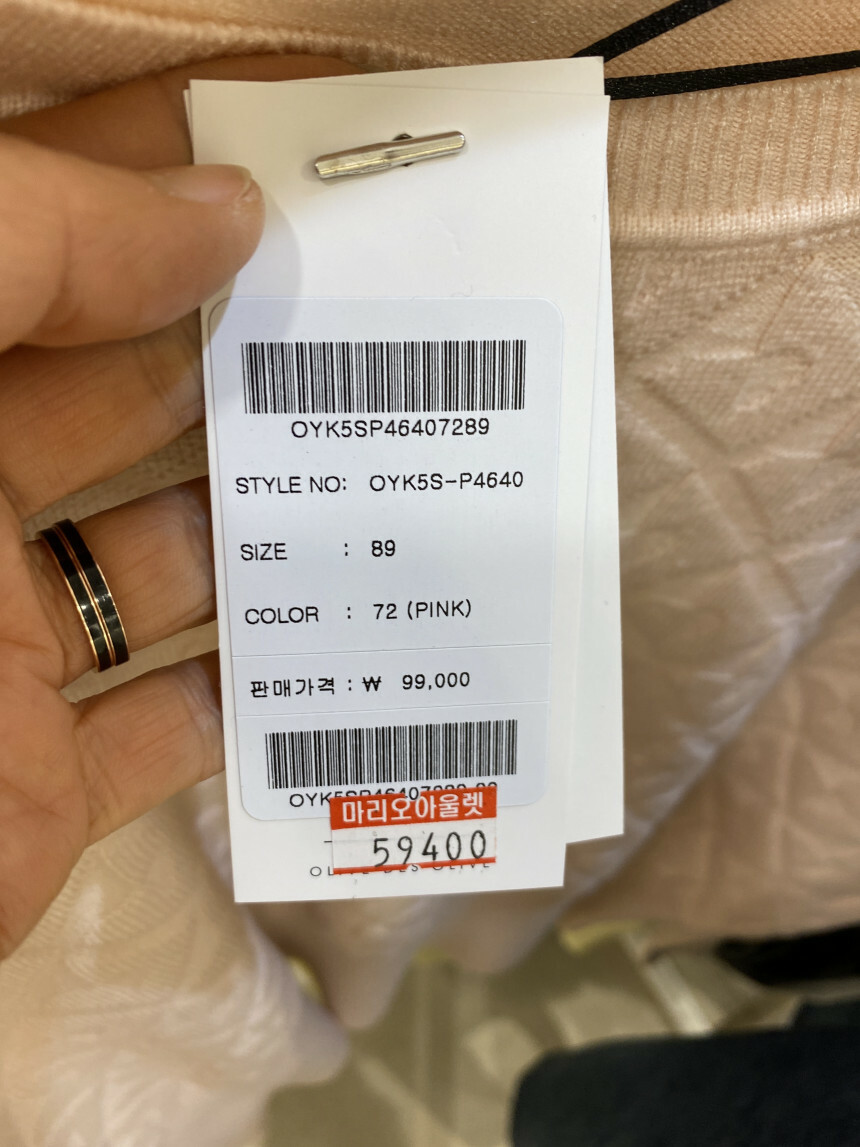 OYK5SP46407289
STYLE NO: OYK5S-P4640
SIZE : 89
COLOR : 72 (PINK)
판매가격 : ₩ 99,000
마리오아울렛
59400